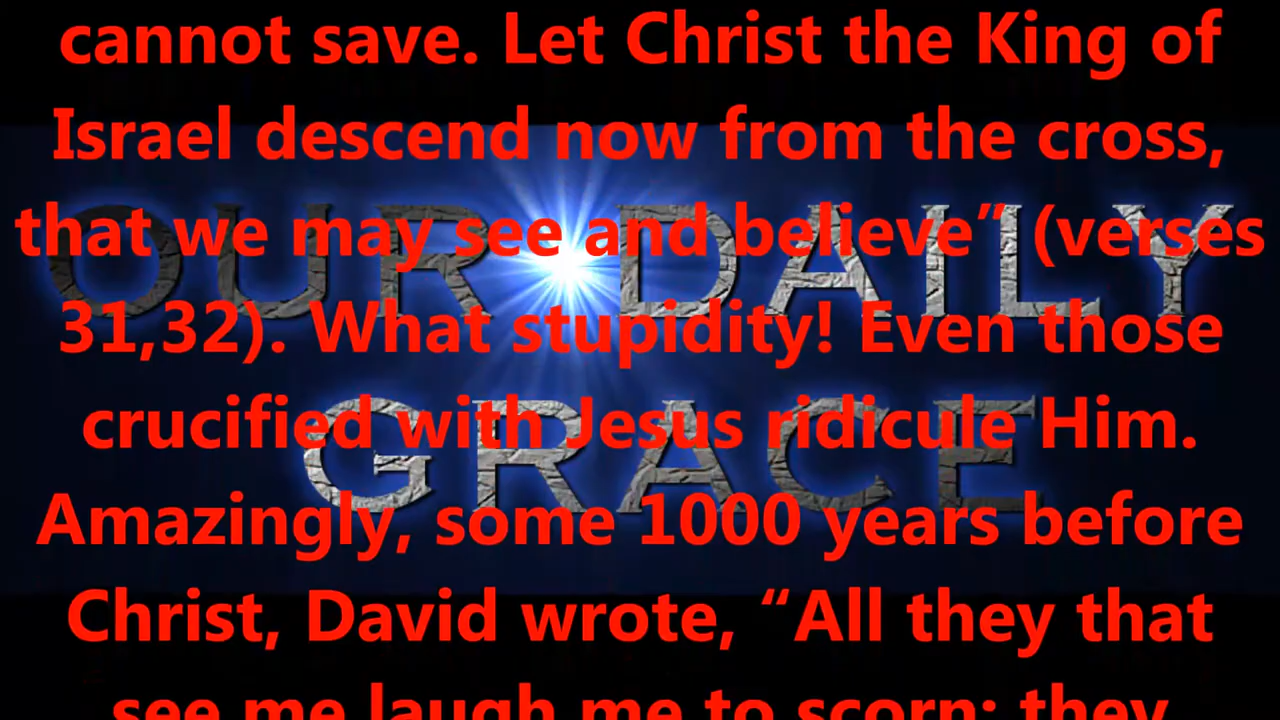 cannot save. Let Christ the King of
Israel descend now from the cross,
that we may see and believe” (verses
31,32). What stupidity! Even those
crucified with Jesus ridicule Him.
Amazingly, some 1000 years before
Christ, David wrote, “All they that
see me laugh me to scorn: they
OUR DAILY
GRACE